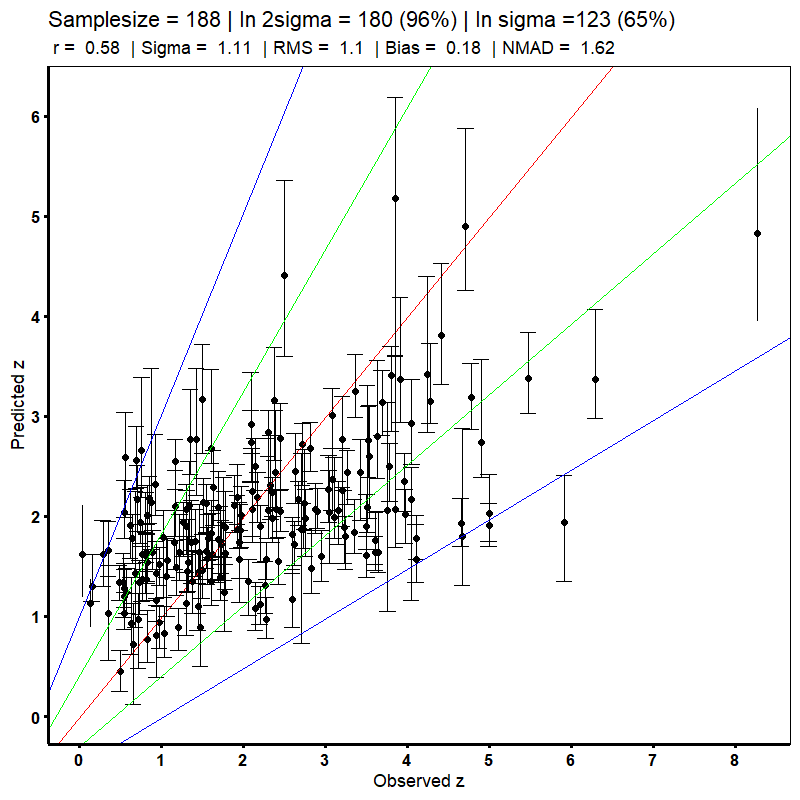 Samplesize = 188 | In 2sigma = 180 (96%) | In sigma =123 (65%)
r = 0.58 | Sigma = 1.11 | RMS = 1.1 | Bias = 0.18 | NMAD = 1.62
6
5
4
3
2
1
0
Predicted z
0 1 2 3 4 5 6 7 8
Observed z